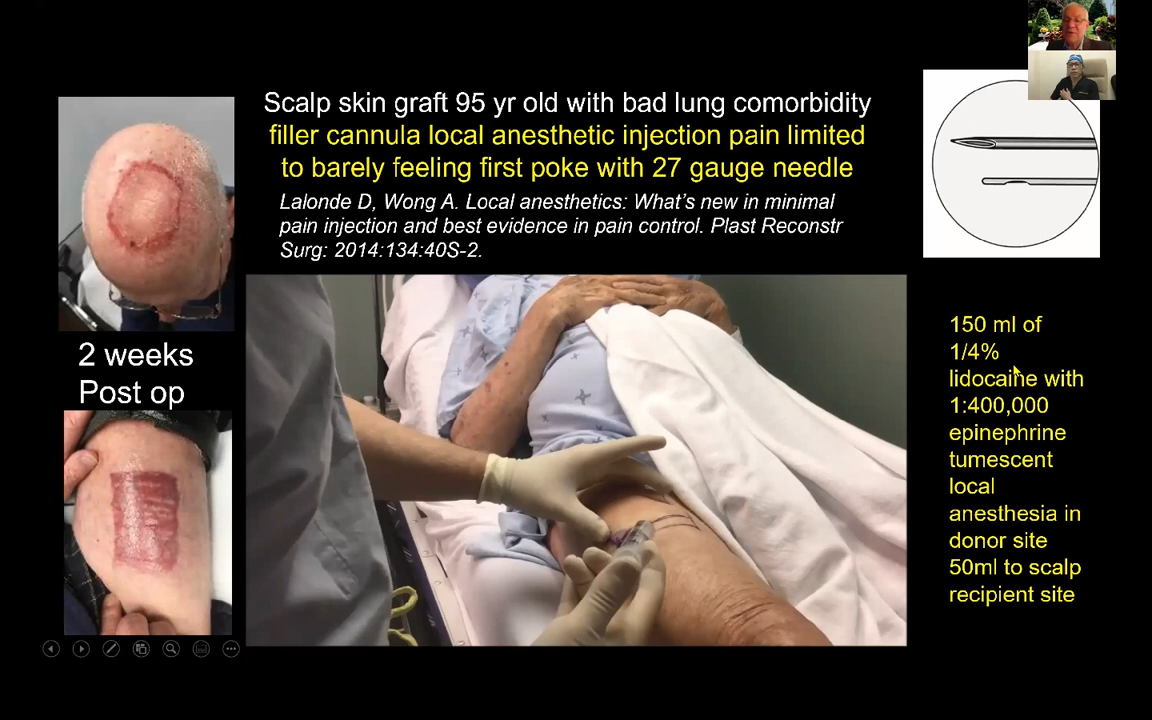 Scalp skin graft 95 yr old with bad lung comorbidity
filler cannula local anesthetic injection pain limited
to barely feeling first poke with 27 gauge needle
Lalonde D, Wong A. Local anesthetics: What's new in minimal
pain injection and best evidence in pain control. Plast Reconstr
Surg: 2014:134:40S-2.
2 weeks
Post op
150 ml of
1/4%
lidocaine with
1:400,000
epinephrine
tumescent
local
anesthesia in
donor site
50ml to scalp
recipient site